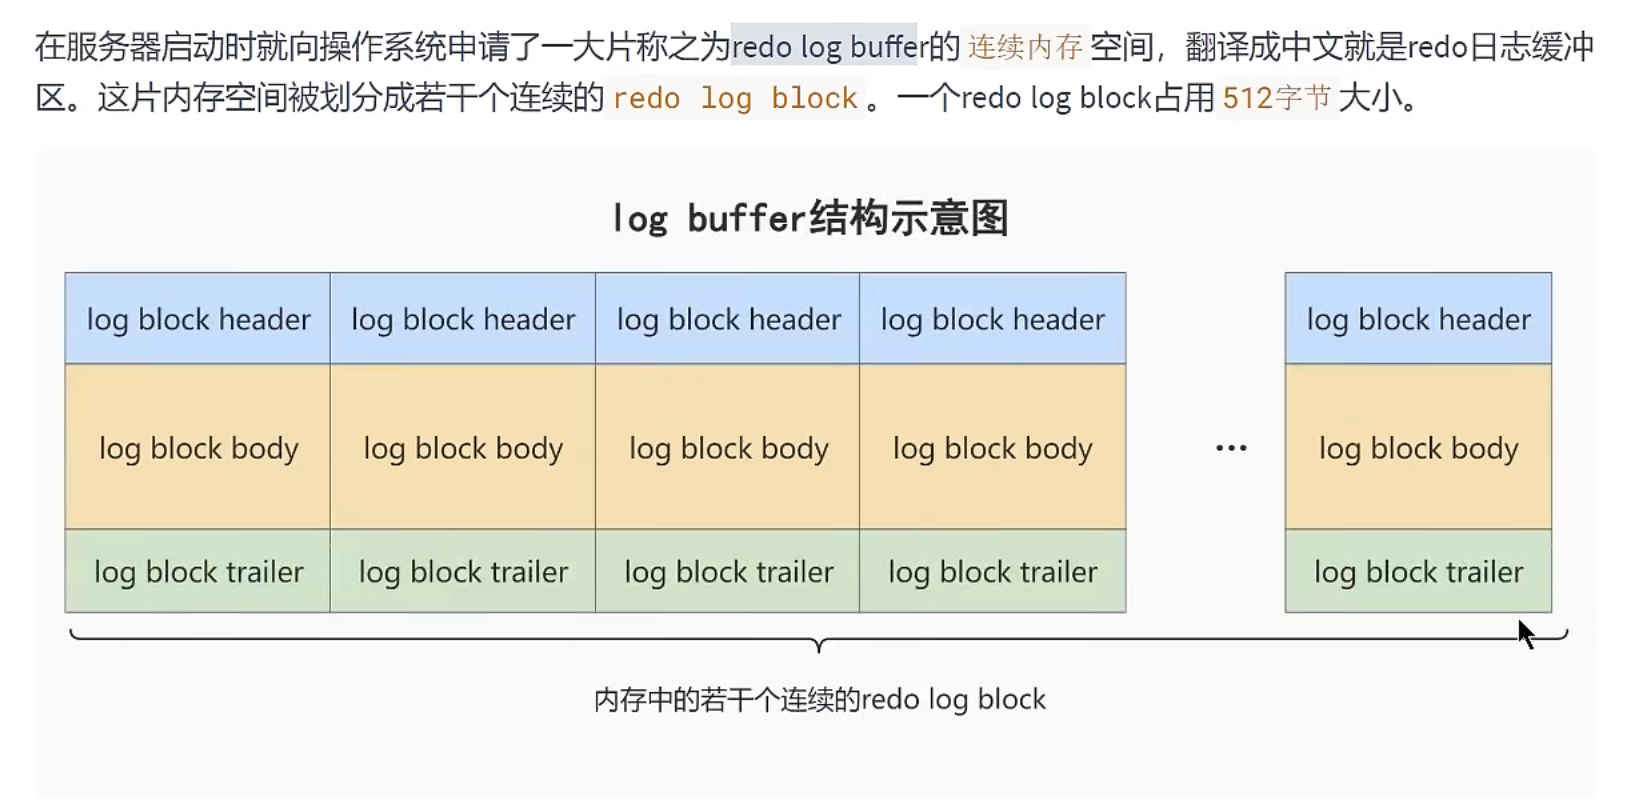 在服务器启动时就向操作系统申请了一大片称之为redo log buffer的 连续内存 空间，翻译成中文就是redo日志缓冲
区。这片内存空间被划分成若干个连续的 redo log block 。一个redo log block占用 512字节 大小。
log buffer结构示意图
log block header log block header log block header log block header log block header
log block body log block body log block body log block body ... log block body
log block trailer log block trailer log block trailer log block trailer log block trailer
内存中的若干个连续的redo log block